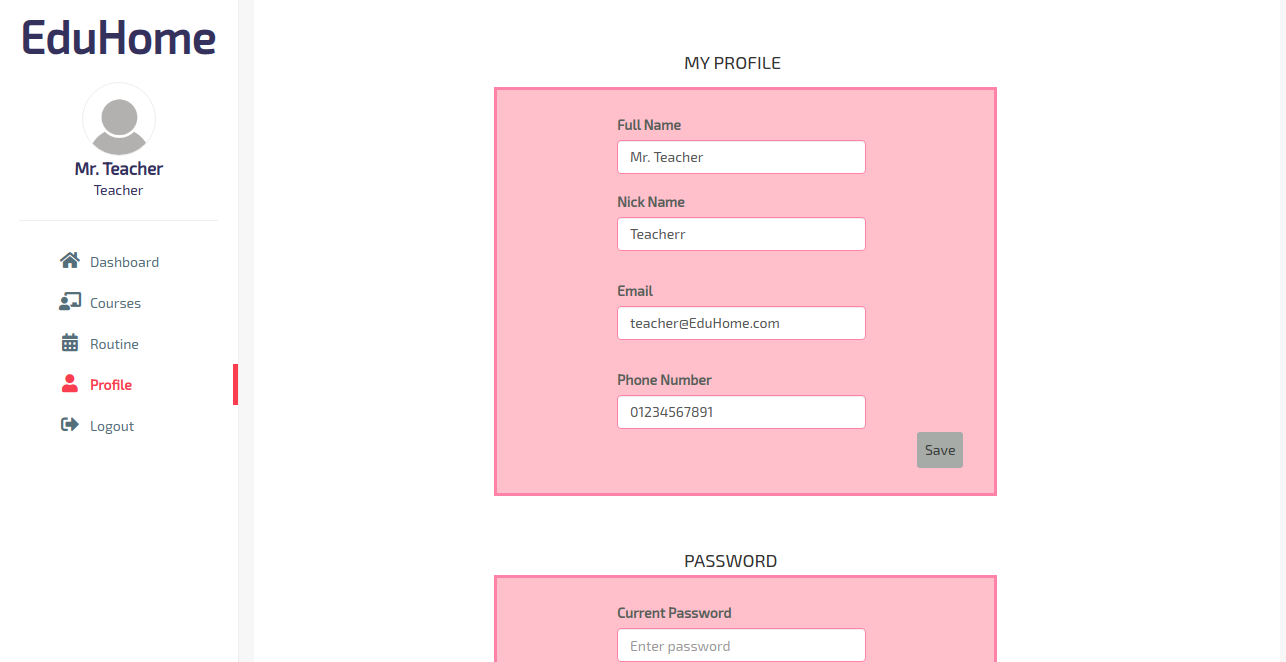 EduHome
Mr. Teacher
Teacher
Dashboard
Courses
Routine
Profile
Logout
MY PROFILE
Full Name
Mr. Teacher
Nick Name
Teacherr
Email
teacher@EduHome.com
Phone Number
01234567891
Save
PASSWORD
Current Password
Enter password